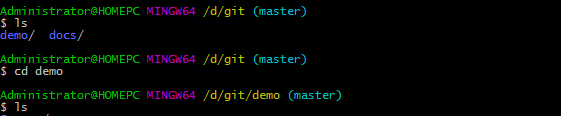 Administrator@HOMEPC MINGW64 /d/git (master)
$ ls
demo/  docs/
Administrator@HOMEPC MINGW64 /d/git (master)
$ cd demo
Administrator@HOMEPC MINGW64 /d/git/demo (master)
$ ls